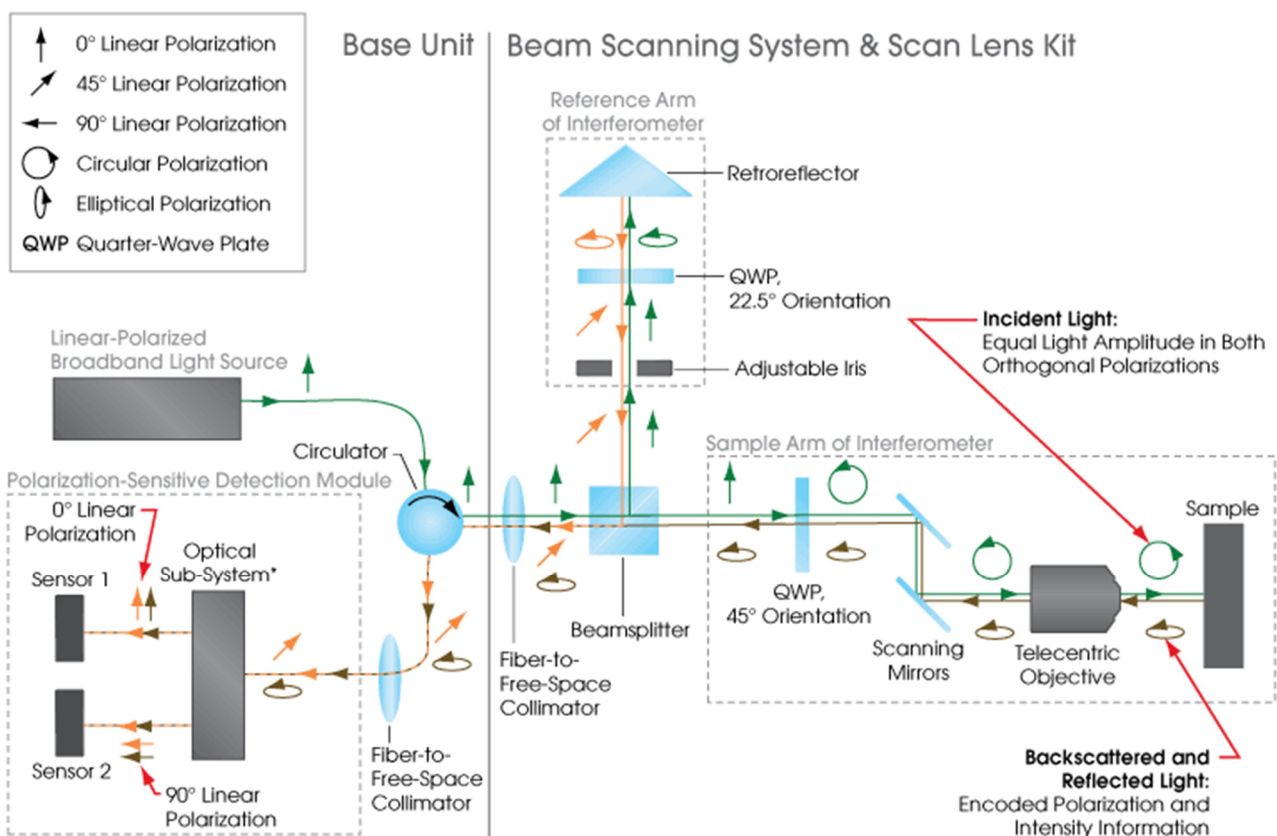 0° Linear Polarization
45° Linear Polarization
90° Linear Polarization
Circular Polarization
Elliptical Polarization
QWP Quarter-Wave Plate
Base Unit
Beam Scanning System & Scan Lens Kit
Reference Arm
of Interferometer
Retroreflector
QWP,
22.5° Orientation
Adjustable Iris
Incident Light:
Equal Light Amplitude in Both
Orthogonal Polarizations
Linear-Polarized
Broadband Light Source
Circulator
Sample Arm of Interferometer
Polarization-Sensitive Detection Module
0° Linear
Polarization
Optical
Sub-System*
Sensor 1
Sensor 2
90° Linear
Polarization
Fiber-to-
Free-Space
Collimator
Fiber-to-
Free-Space
Collimator
Beamsplitter
QWP,
45° Orientation
Scanning
Mirrors
Telecentric
Objective
Sample
Backscattered and
Reflected Light:
Encoded Polarization and
Intensity Information